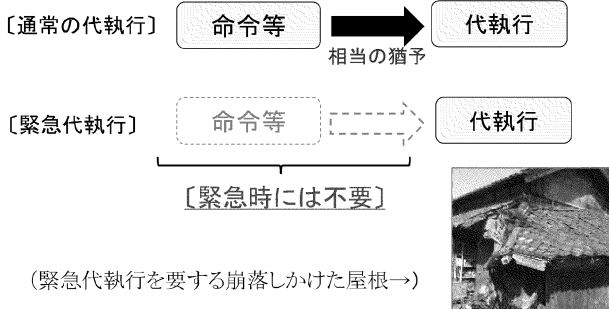 〔通常の代執行〕 命令等 代執行
相当の猶予
〔緊急代執行〕 命令等 代執行
〔緊急時には不要〕
（緊急代執行を要する崩落しかけた屋根→）